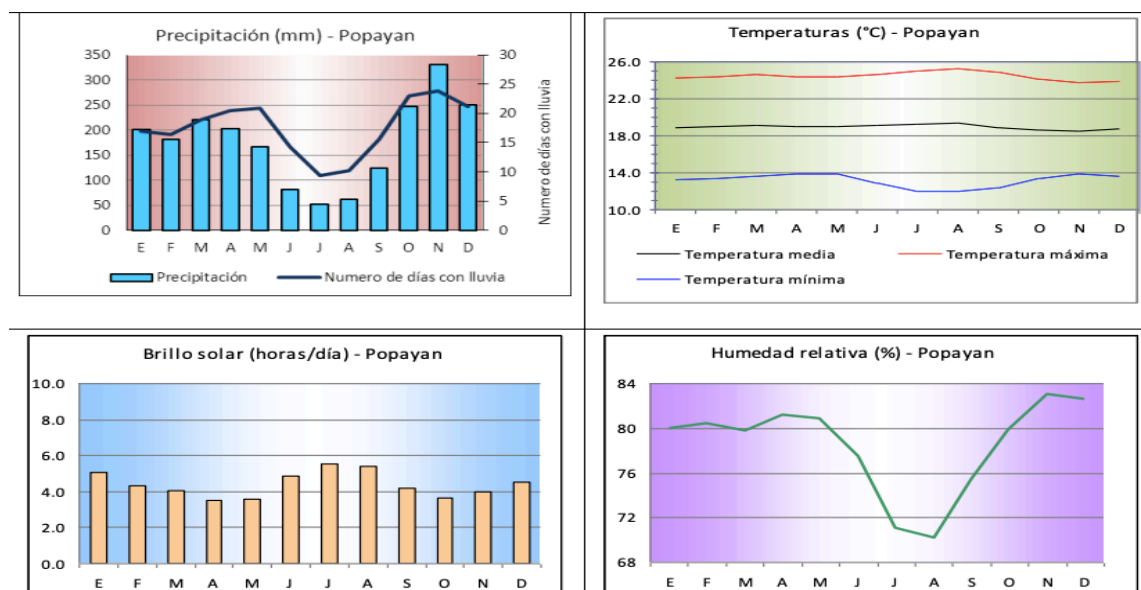 Precipitación (mm) - Popayan
350
300
250
200
150
100
50
0
30
25
20
15
10
5
0
Numero de días con lluvia
E F M A M J J A S O N D
Precipitación Numero de días con lluvia
Temperaturas (°C) - Popayan
26.0
22.0
18.0
14.0
10.0
E F M A M J J A S O N D
Temperatura media Temperatura máxima
Temperatura mínima
Brillo solar (horas/día) - Popayan
10.0
8.0
6.0
4.0
2.0
0.0
E F M A M J J A S O N D
Humedad relativa (%) - Popayan
84
80
76
72
68
E F M A M J J A S O N D